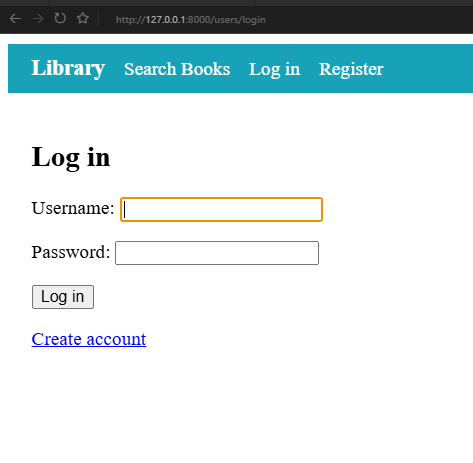 http://127.0.0.1:8000/users/login
Library Search Books Log in Register
Log in
Username:
Password:
Log in
Create account